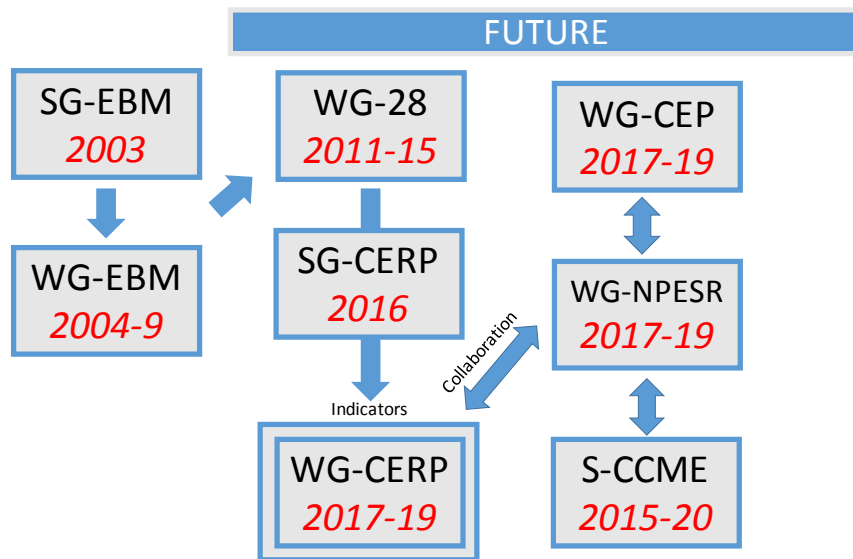 FUTURE
SG-EBM
2003
WG-28
2011-15
WG-CEP
2017-19
WG-EBM
2004-9
SG-CERP
2016
WG-NPESR
2017-19
Collaboration
Indicators
WG-CERP
2017-19
S-CCME
2015-20